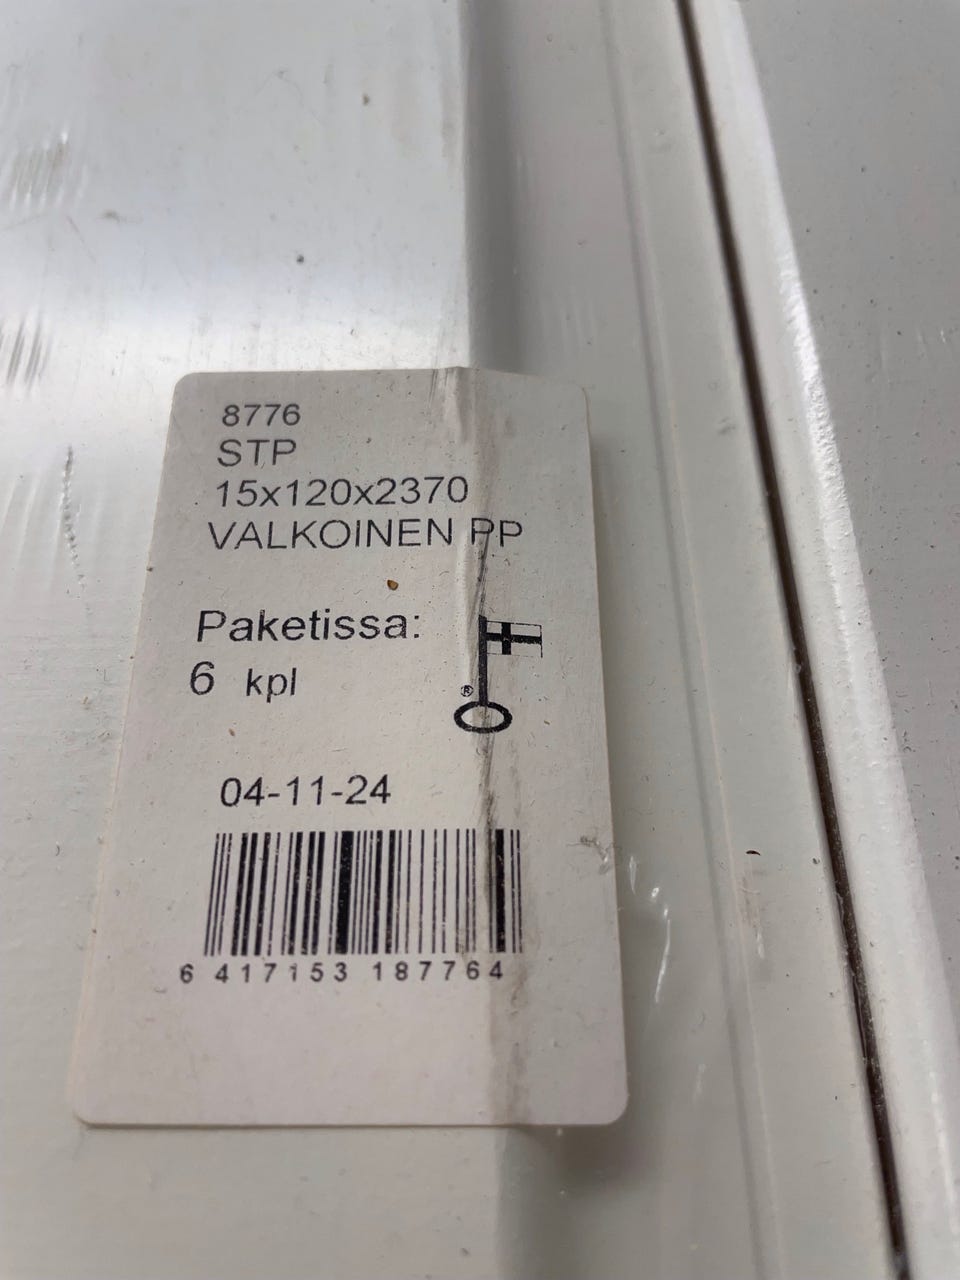 8776
STP
15x120x2370
VALKOINEN PP
Paketissa:
6 kpl
®
04-11-24
6 417153 187764